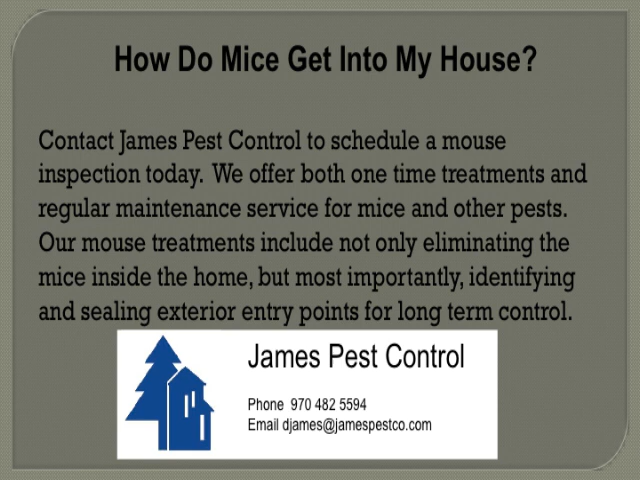 How Do Mice Get Into My House?
Contact James Pest Control to schedule a mouse
inspection today.  We offer both one time treatments and
regular maintenance service for mice and other pests.
Our mouse treatments include not only eliminating the
mice inside the home, but most importantly, identifying
and sealing exterior entry points for long term control.
James Pest Control
Phone  970 482 5594
Email djames@jamespestco.com